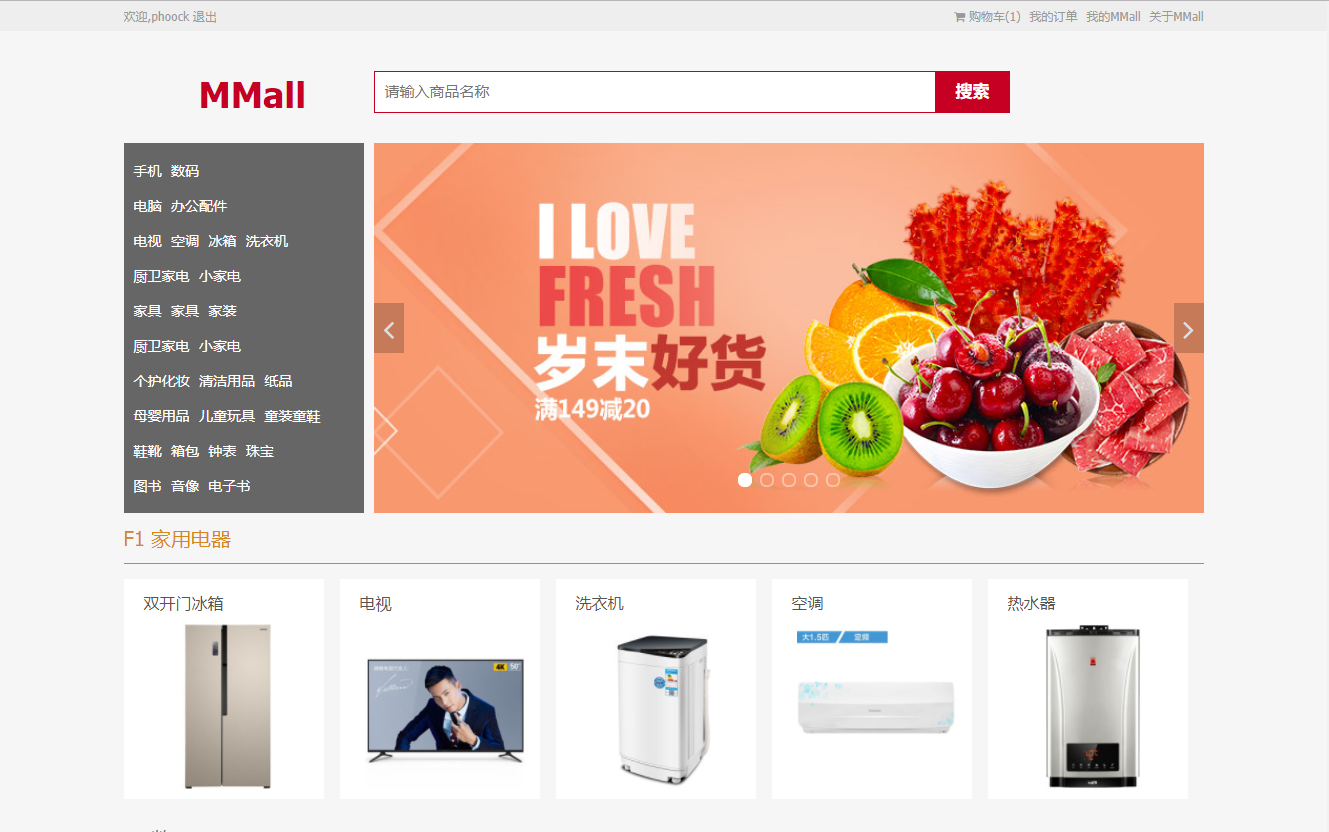 欢迎,phoock 退出
购物车(1) 我的订单 我的MMall 关于MMall
MMall
请输入商品名称
搜索
手机 数码
电脑 办公配件
电视 空调 冰箱 洗衣机
厨卫家电 小家电
家具 家具 家装
厨卫家电 小家电
个护化妆 清洁用品 纸品
母婴用品 儿童玩具 童装童鞋
鞋靴 箱包 钟表 珠宝
图书 音像 电子书
I LOVE
FRESH
岁末好货
满149减20
F1 家用电器
双开门冰箱
电视
洗衣机
空调
热水器
4K 50"
大1.5匹 定频